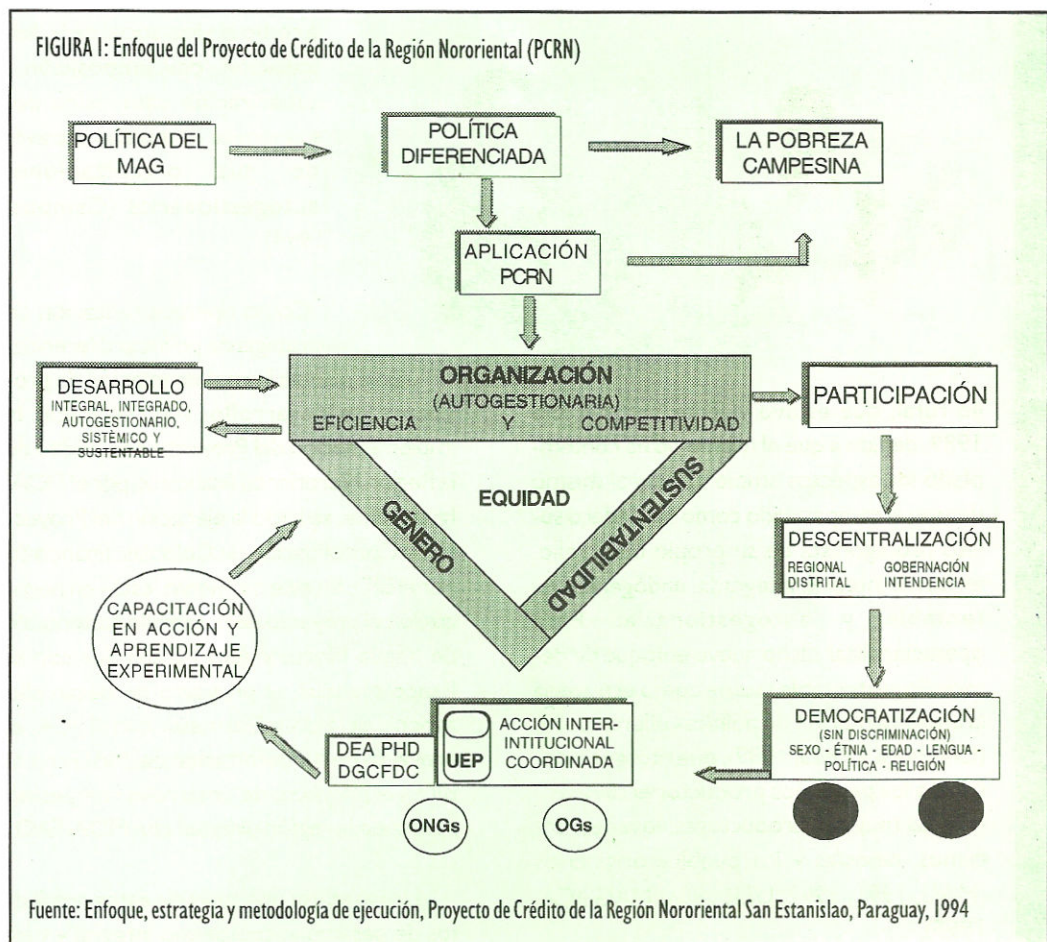 FIGURA 1: Enfoque del Proyecto de Crédito de la Región Nororiental (PCRN)
POLÍTICA DEL
MAG
POLÍTICA
DIFERENCIADA
LA POBREZA
CAMPESINA
APLICACIÓN
PCRN
DESARROLLO
INTEGRAL, INTEGRADO,
AUTOGESTIONARIO,
SISTÉMICO Y
SUSTENTABLE
ORGANIZACIÓN
(AUTOGESTIONARIA)
EFICIENCIA Y COMPETITIVIDAD
PARTICIPACIÓN
EQUIDAD
GÉNERO
SUSTENTABILIDAD
DESCENTRALIZACIÓN
REGIONAL GOBERNACIÓN
DISTRITAL INTENDENCIA
CAPACITACIÓN
EN ACCIÓN Y
APRENDIZAJE
EXPERIMENTAL
DEMOCRATIZACIÓN
(SIN DISCRIMINACIÓN)
SEXO - ÉTNIA - EDAD - LENGUA -
POLÍTICA - RELIGIÓN
DEA PHD
DGCFDC
UEP
ACCIÓN INTER-
INTITUCIONAL
COORDINADA
ONGs
OGs
Fuente: Enfoque, estrategia y metodología de ejecución, Proyecto de Crédito de la Región Nororiental San Estanislao, Paraguay, 1994